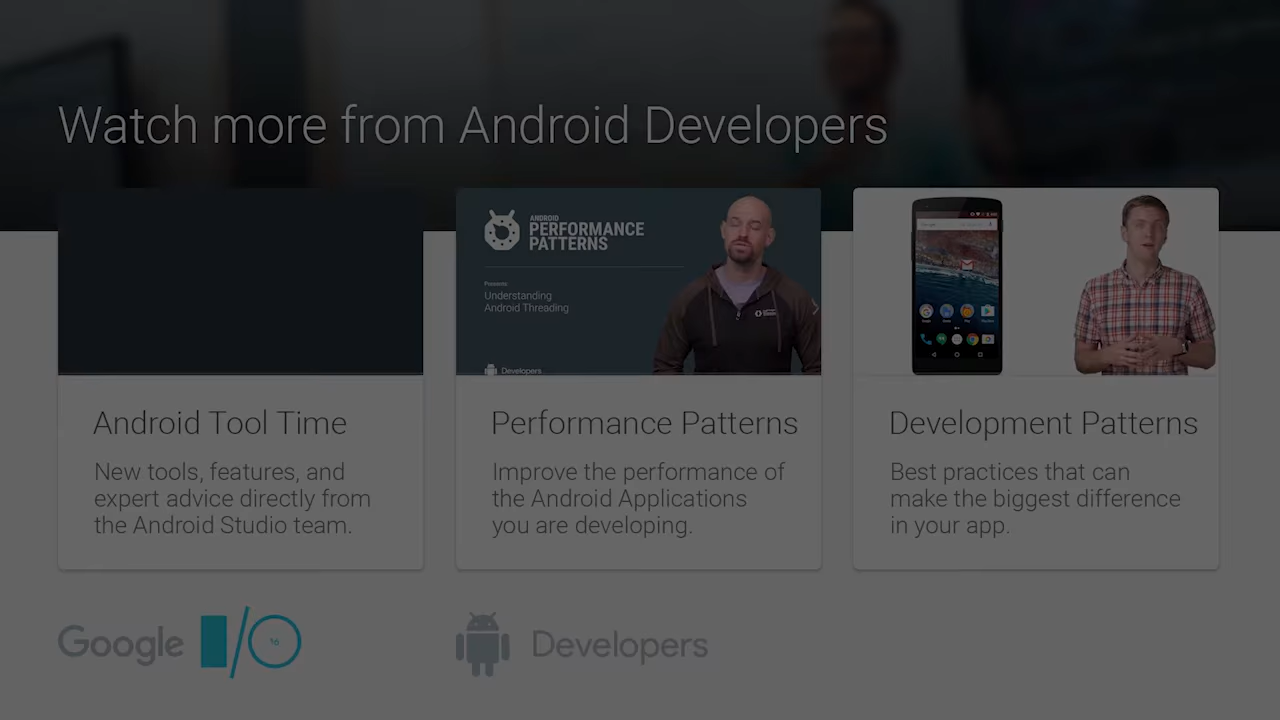 Watch more from Android Developers
ANDROID
PERFORMANCE
PATTERNS
Presents:
Understanding
Android Threading
Developers
Android Tool Time
New tools, features, and
expert advice directly from
the Android Studio team.
Performance Patterns
Improve the performance of
the Android Applications
you are developing.
Development Patterns
Best practices that can
make the biggest difference
in your app.
Google I/O
Developers